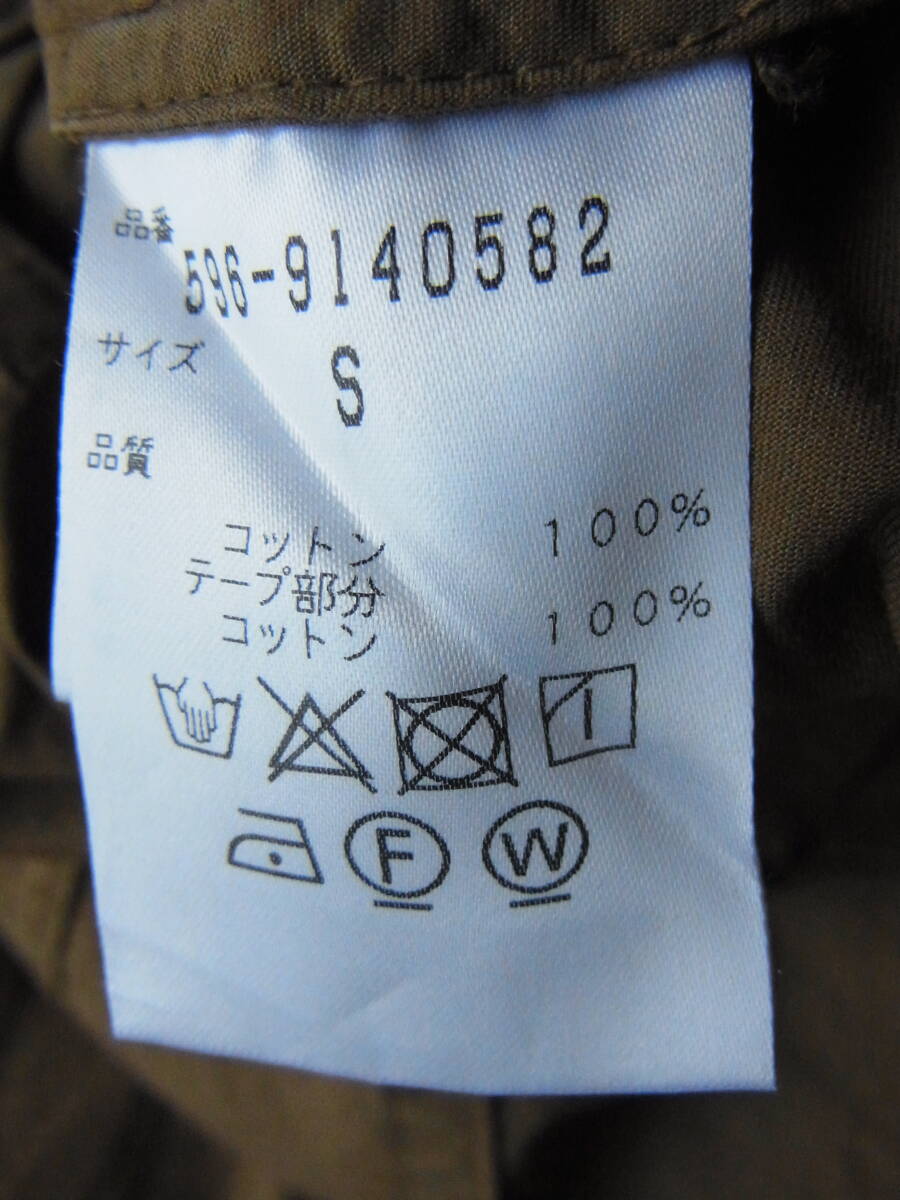 品番
596-9140582
サイズ S
品質
コットン 100%
テープ部分
コットン 100%
F W